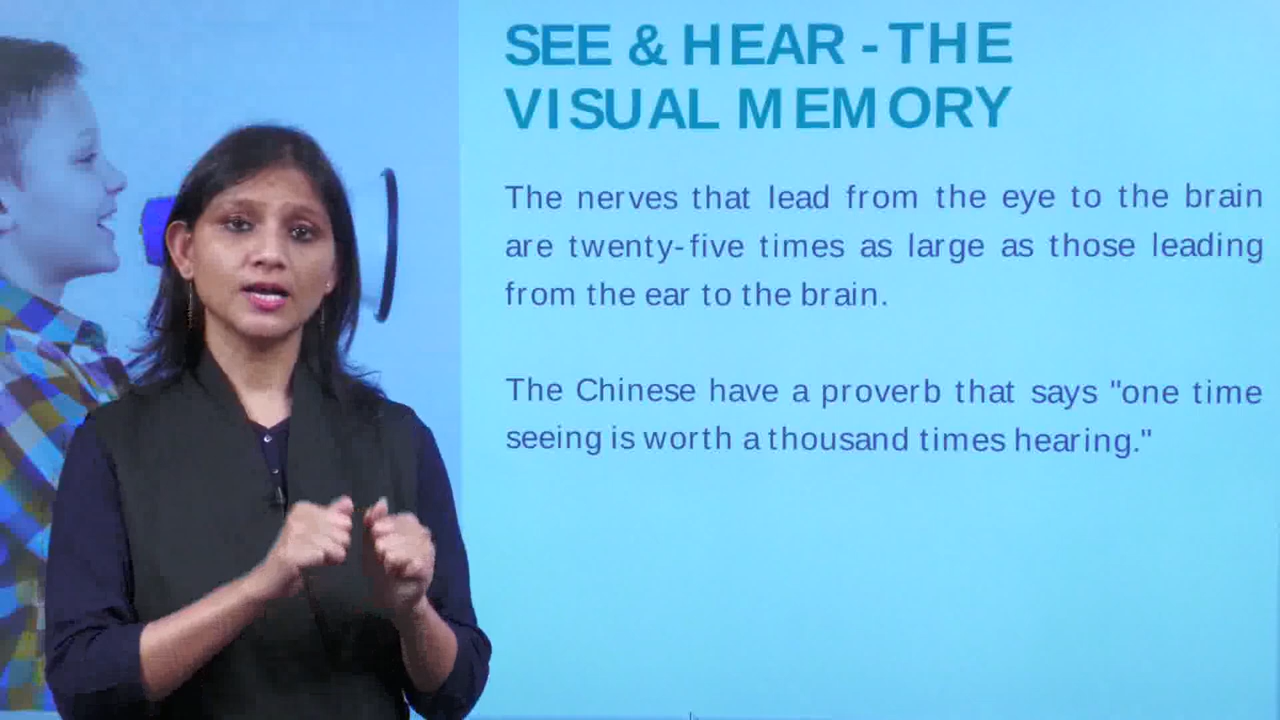 SEE & HEAR - THE
VISUAL MEMORY
The nerves that lead from the eye to the brain
are twenty-five times as large as those leading
from the ear to the brain.
The Chinese have a proverb that says "one time
seeing is worth a thousand times hearing."